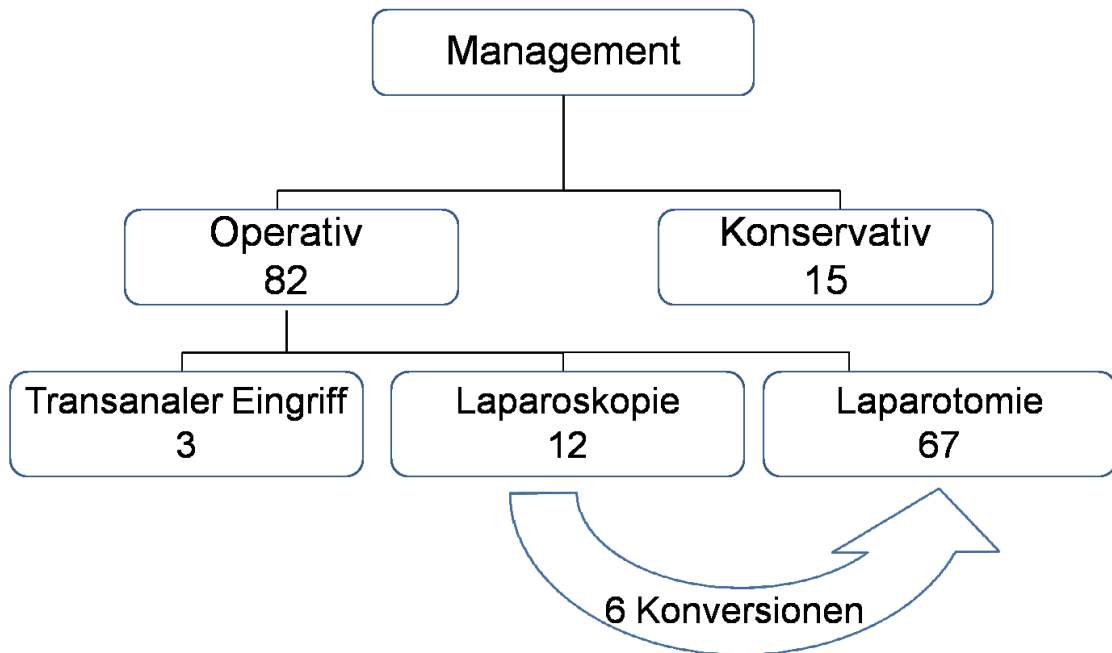 Management
Operativ
82
Konservativ
15
Transanaler Eingriff
3
Laparoskopie
12
Laparotomie
67
6 Konversionen